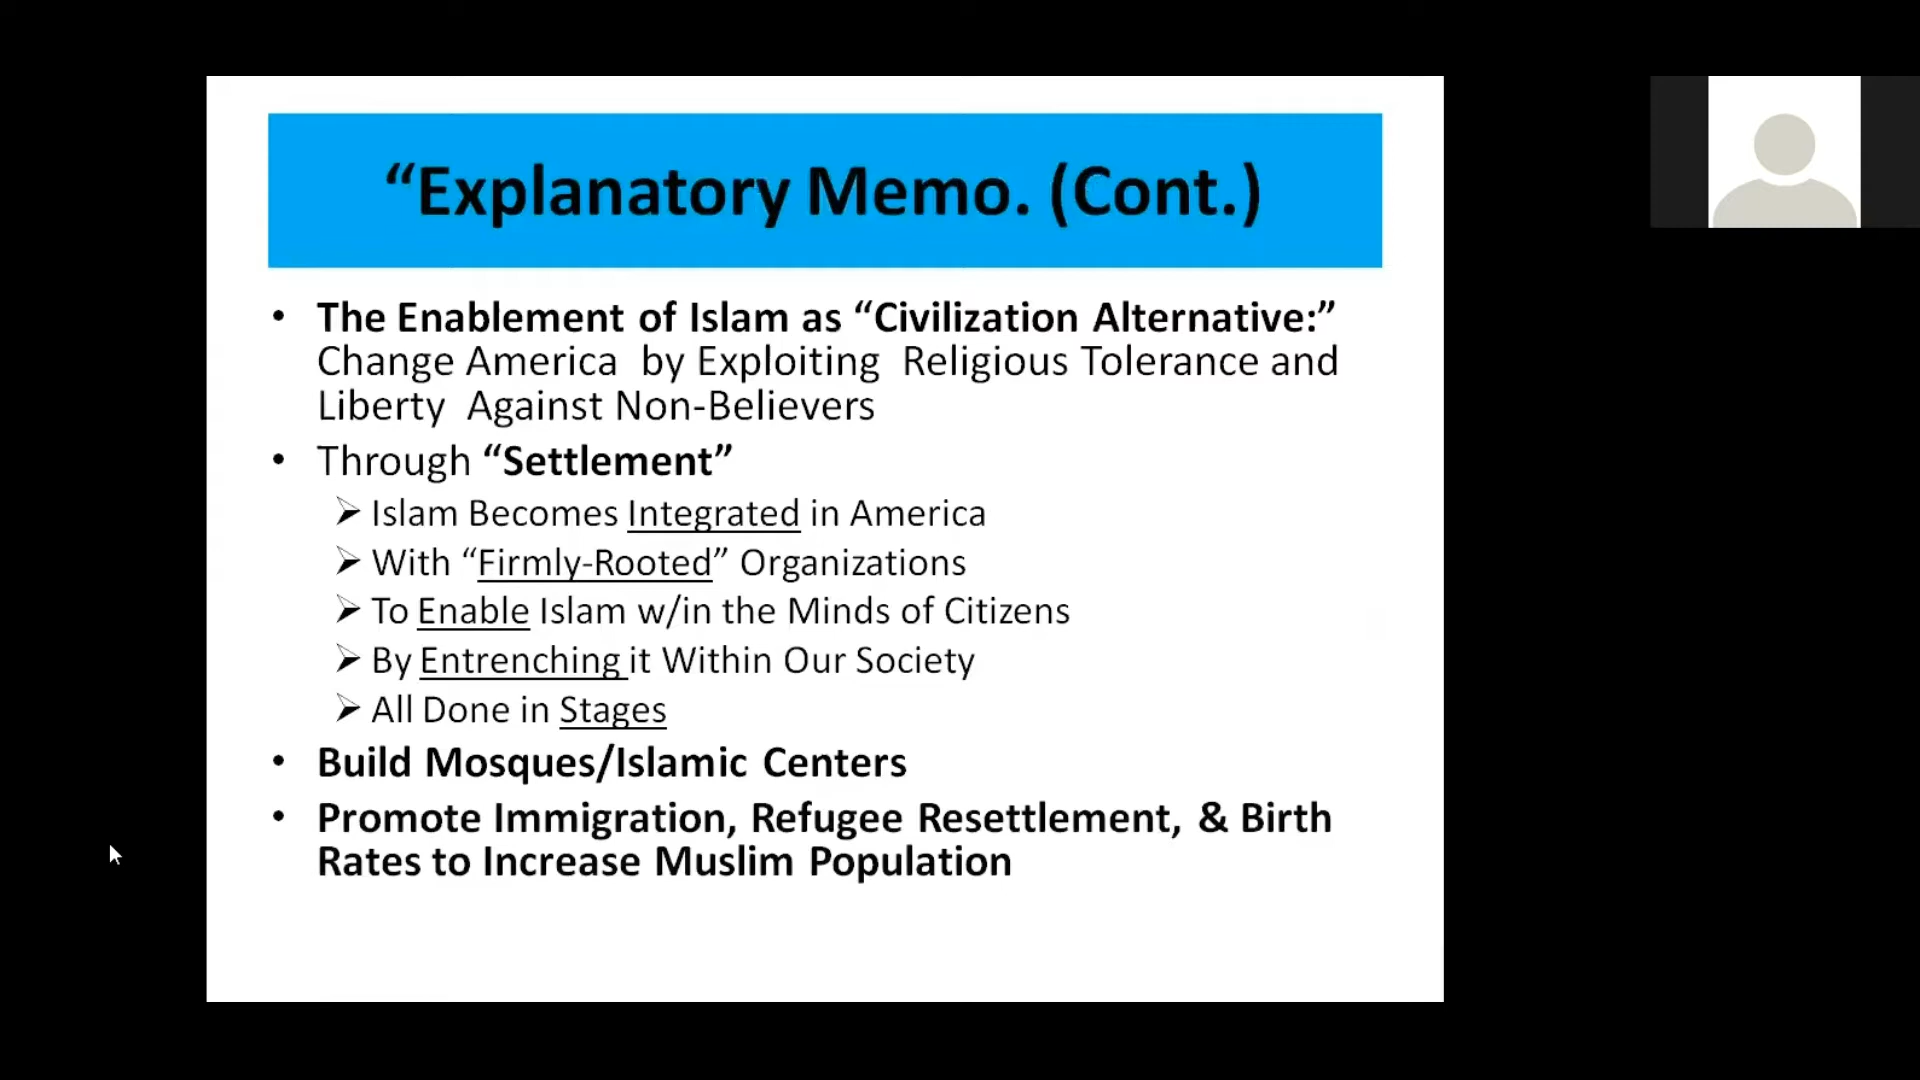 “Explanatory Memo. (Cont.)
• The Enablement of Islam as “Civilization Alternative:”
Change America by Exploiting Religious Tolerance and
Liberty Against Non-Believers
• Through “Settlement”
➢ Islam Becomes Integrated in America
➢ With “Firmly-Rooted” Organizations
➢ To Enable Islam w/in the Minds of Citizens
➢ By Entrenching it Within Our Society
➢ All Done in Stages
• Build Mosques/Islamic Centers
• Promote Immigration, Refugee Resettlement, & Birth
Rates to Increase Muslim Population